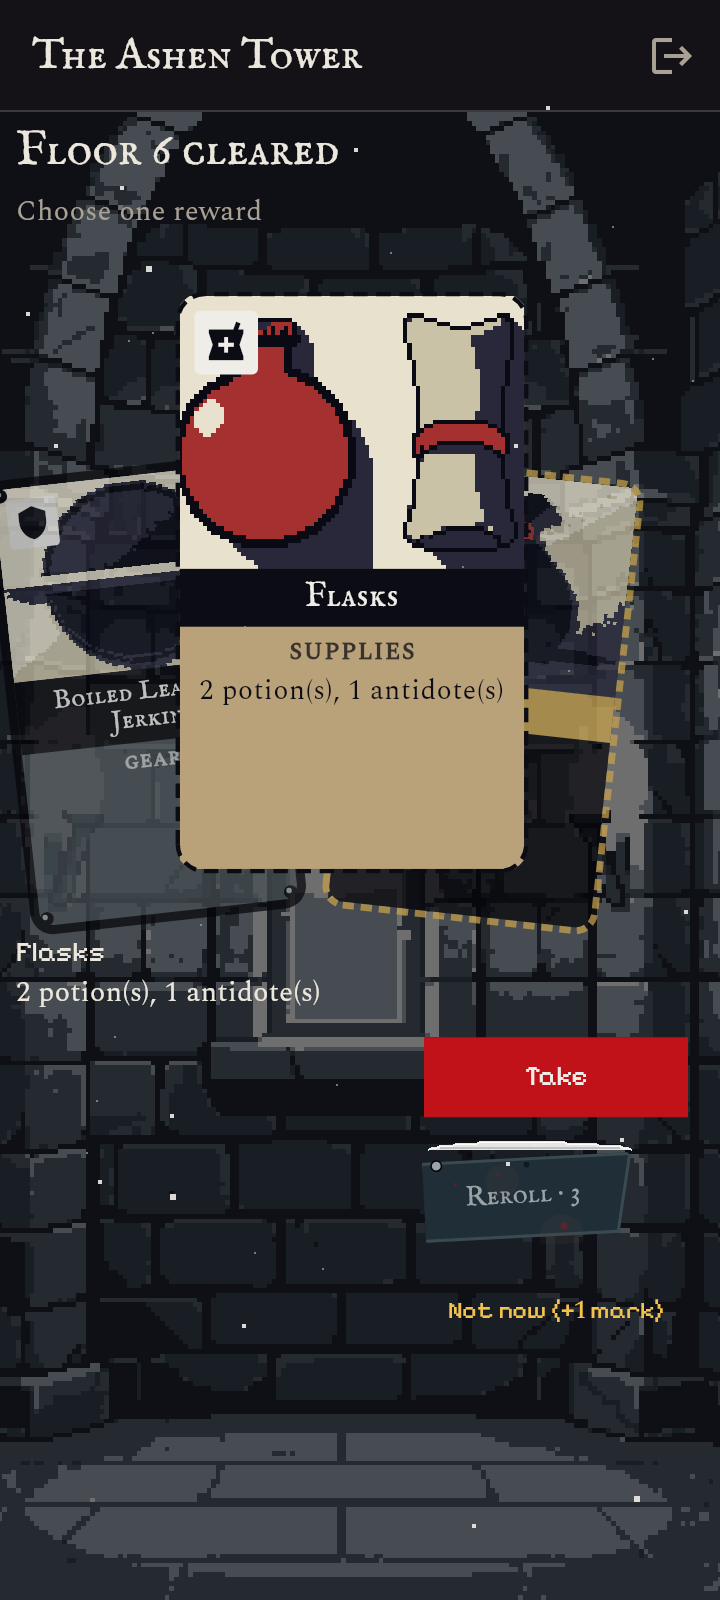 The Ashen Tower
Floor 6 cleared
Choose one reward
Flasks
SUPPLIES
2 potion(s), 1 antidote(s)
Boiled
Jerkin
GEAR
Flasks
2 potion(s), 1 antidote(s)
Take
Reroll · 3
Not now (+1 mark)